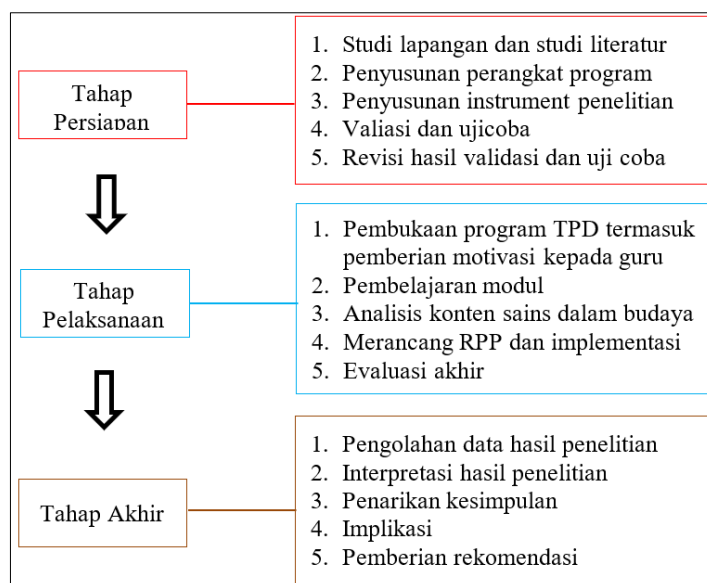 Tahap
Persiapan
1. Studi lapangan dan studi literatur
2. Penyusunan perangkat program
3. Penyusunan instrument penelitian
4. Valiasi dan ujicoba
5. Revisi hasil validasi dan uji coba
Tahap
Pelaksanaan
1. Pembukaan program TPD termasuk
pemberian motivasi kepada guru
2. Pembelajaran modul
3. Analisis konten sains dalam budaya
4. Merancang RPP dan implementasi
5. Evaluasi akhir
Tahap Akhir
1. Pengolahan data hasil penelitian
2. Interpretasi hasil penelitian
3. Penarikan kesimpulan
4. Implikasi
5. Pemberian rekomendasi